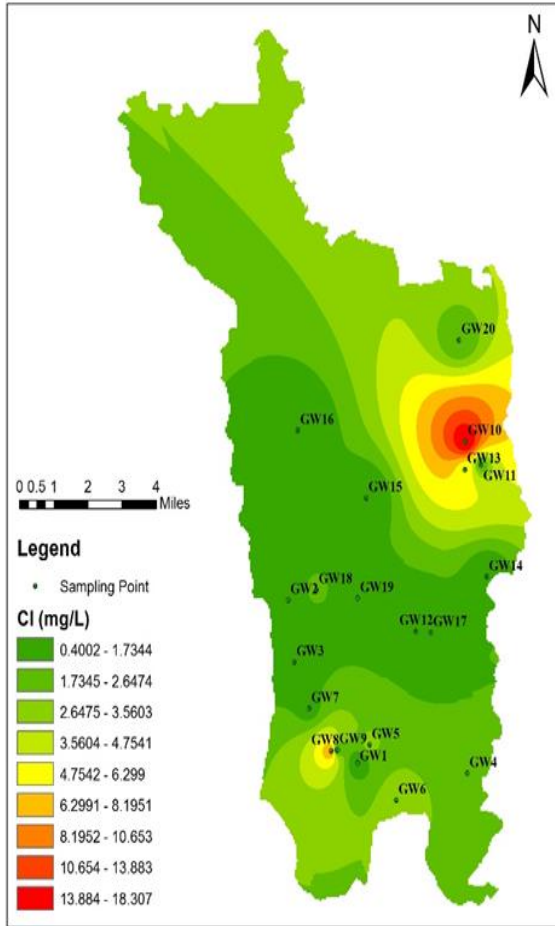 N
GW20
GW10
GW13
GW11
GW16
GW15
GW14
GW18
GW2
GW19
GW12 GW17
GW3
GW7
GW5
GW8 GW9
GW1
GW4
GW6
0 0.5 1 2 3 4
Miles
Legend
Sampling Point
Cl (mg/L)
0.4002 - 1.7344
1.7345 - 2.6474
2.6475 - 3.5603
3.5604 - 4.7541
4.7542 - 6.299
6.2991 - 8.1951
8.1952 - 10.653
10.654 - 13.883
13.884 - 18.307